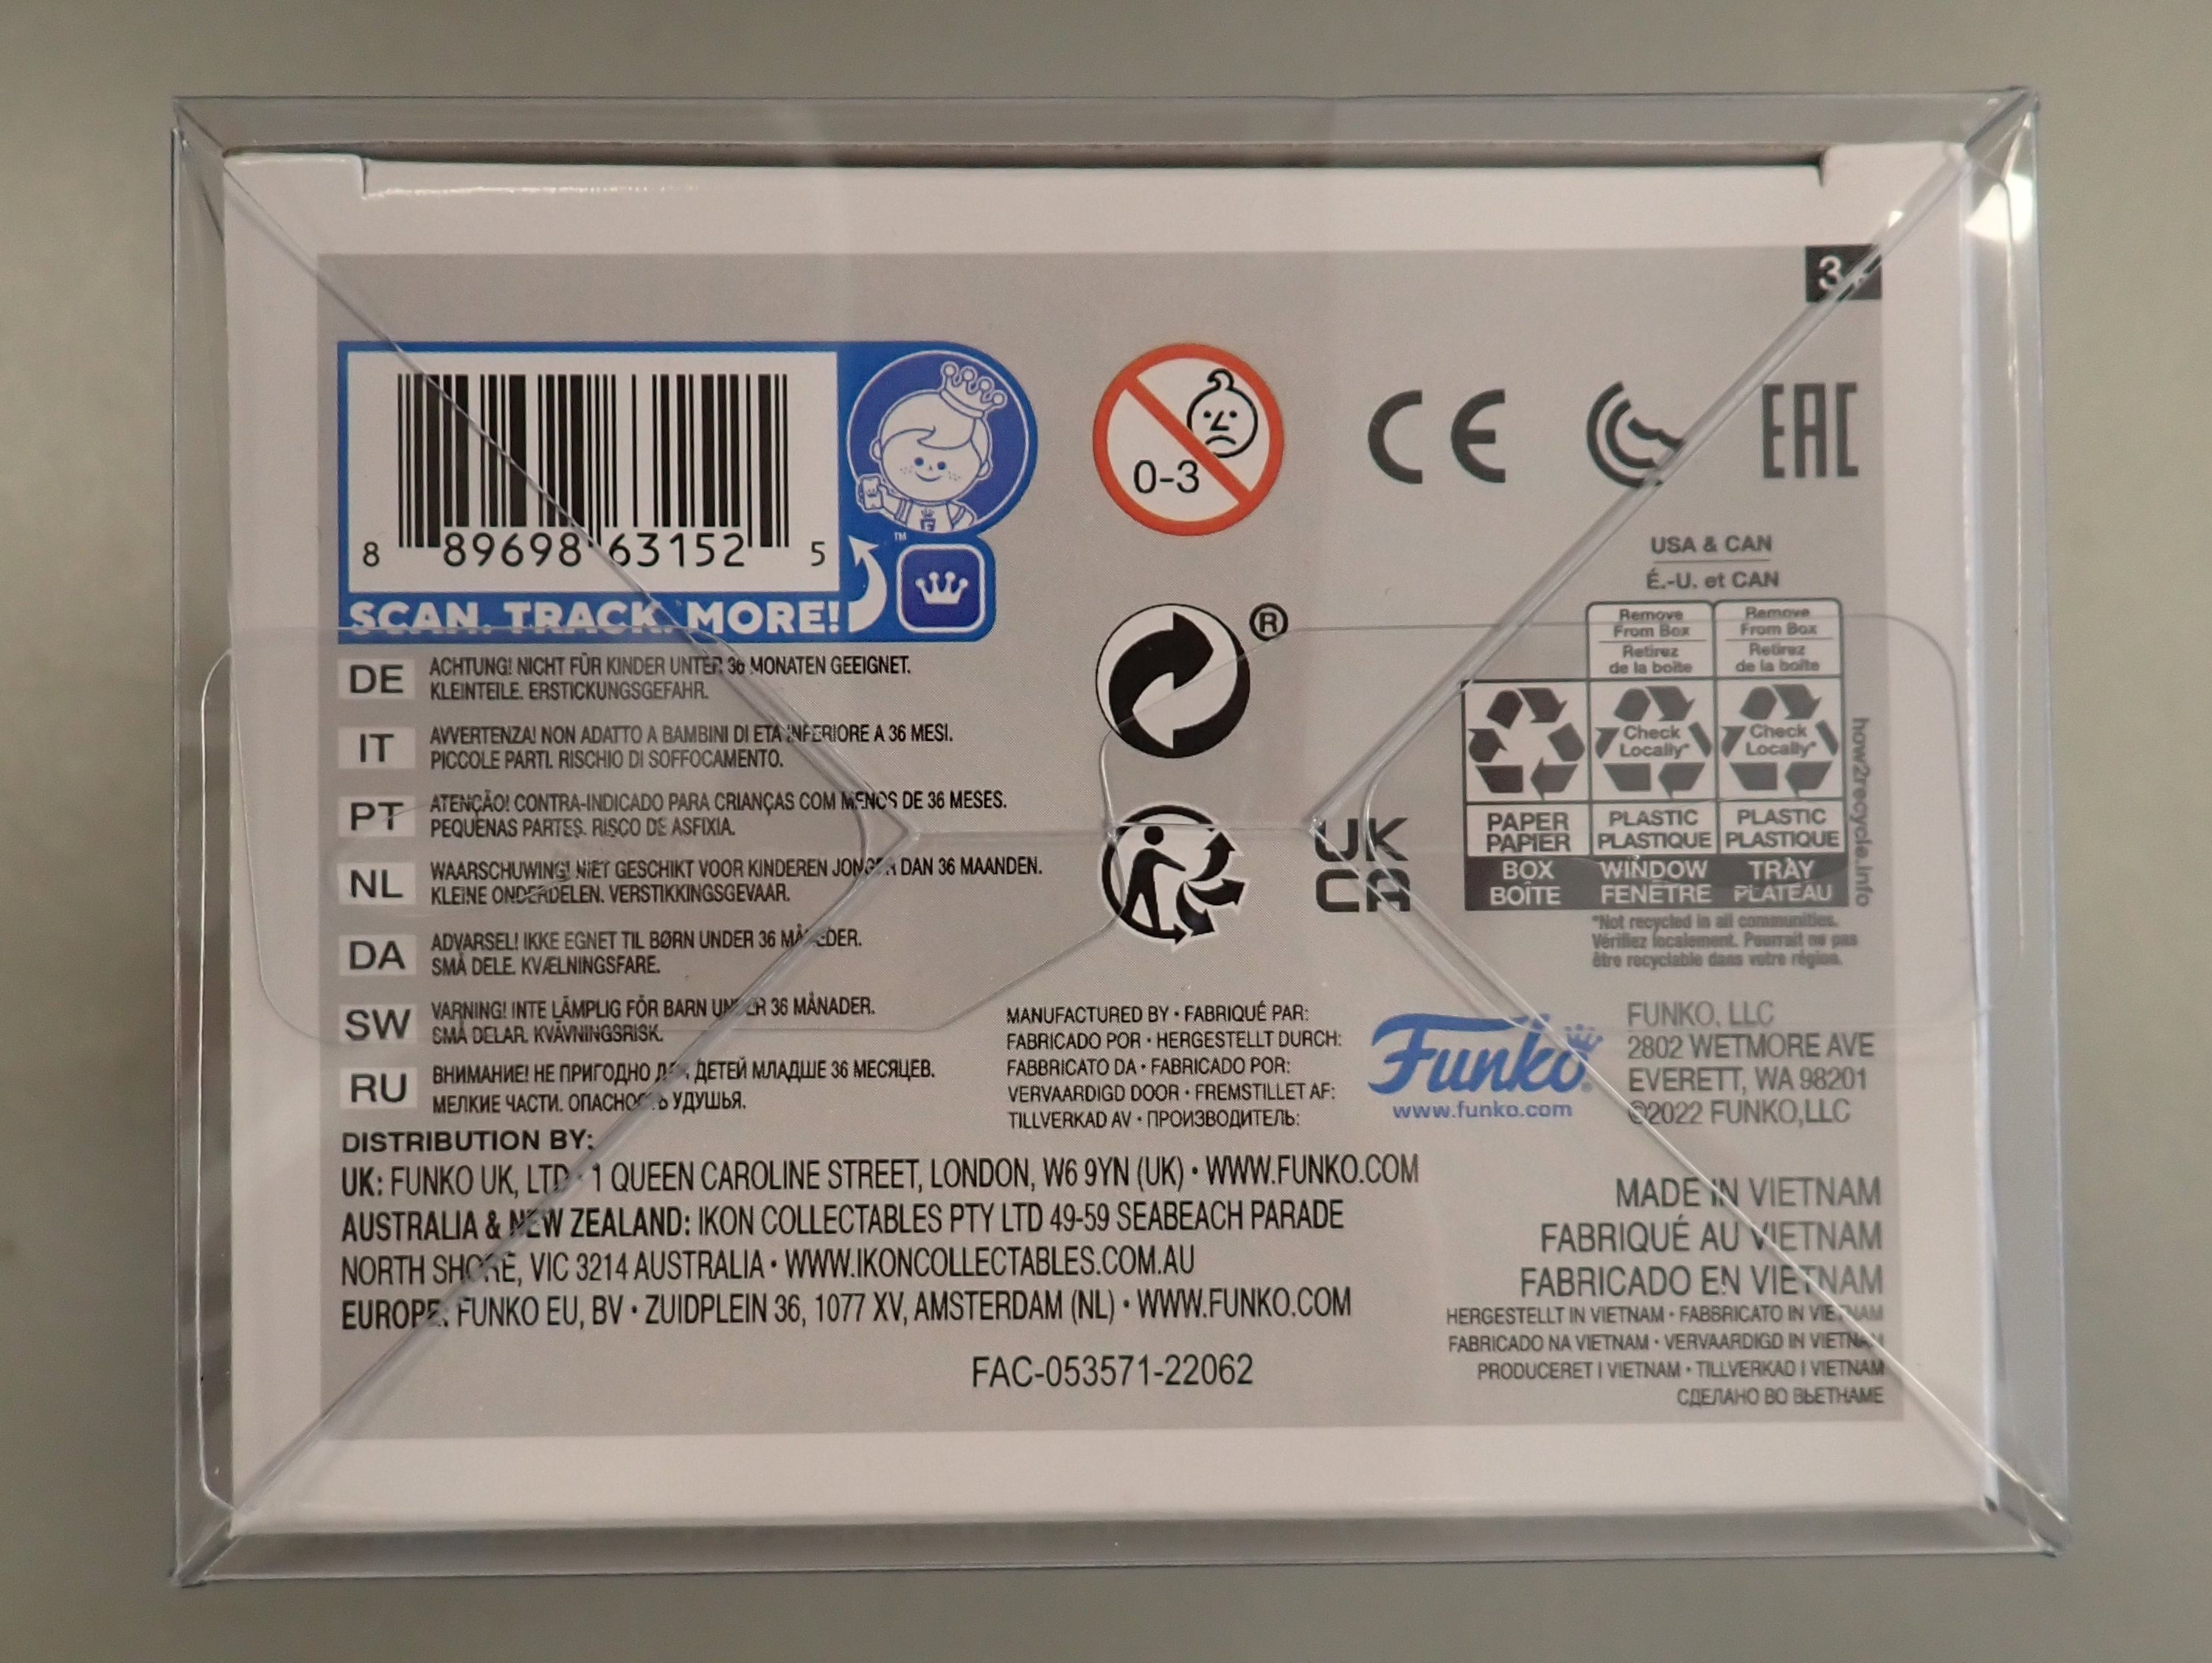 3+
8 89698 63152 5
SCAN. TRACK. MORE!
™
0-3
CE
EAC
®
UK
CA
USA & CAN
É.-U. et CAN
Remove
From Box
Retirez
de la boîte
Remove
From Box
Retirez
de la boîte
Check
Locally*
Check
Locally*
PAPER
PAPIER
PLASTIC
PLASTIQUE
PLASTIC
PLASTIQUE
BOX
BOÎTE
WINDOW
FENÊTRE
TRAY
PLATEAU
how2recycle.info
*Not recycled in all communities.
Vérifiez localement. Pourrait ne pas
être recyclable dans votre région.
DE ACHTUNG! NICHT FÜR KINDER UNTER 36 MONATEN GEEIGNET.
KLEINTEILE. ERSTICKUNGSGEFAHR.
IT AVVERTENZA! NON ADATTO A BAMBINI DI ETA INFERIORE A 36 MESI.
PICCOLE PARTI. RISCHIO DI SOFFOCAMENTO.
PT ATENÇÃO! CONTRA-INDICADO PARA CRIANÇAS COM MENOS DE 36 MESES.
PEQUENAS PARTES. RISCO DE ASFIXIA.
NL WAARSCHUWING! NIET GESCHIKT VOOR KINDEREN JONGER DAN 36 MAANDEN.
KLEINE ONDERDELEN. VERSTIKKINGSGEVAAR.
DA ADVARSEL! IKKE EGNET TIL BØRN UNDER 36 MÅNEDER.
SMÅ DELE. KVÆLNINGSFARE.
SW VARNING! INTE LÄMPLIG FÖR BARN UNDER 36 MÅNADER.
SMÅ DELAR. KVÄVNINGSRISK.
RU ВНИМАНИЕ! НЕ ПРИГОДНО ДЛЯ ДЕТЕЙ МЛАДШЕ 36 МЕСЯЦЕВ.
МЕЛКИЕ ЧАСТИ. ОПАСНОСТЬ УДУШЬЯ.
MANUFACTURED BY • FABRIQUÉ PAR:
FABRICADO POR • HERGESTELLT DURCH:
FABBRICATO DA • FABRICADO POR:
VERVAARDIGD DOOR • FREMSTILLET AF:
TILLVERKAD AV • ПРОИЗВОДИТЕЛЬ:
Funko®
www.funko.com
FUNKO, LLC
2802 WETMORE AVE
EVERETT, WA 98201
©2022 FUNKO,LLC
DISTRIBUTION BY:
UK: FUNKO UK, LTD • 1 QUEEN CAROLINE STREET, LONDON, W6 9YN (UK) • WWW.FUNKO.COM
AUSTRALIA & NEW ZEALAND: IKON COLLECTABLES PTY LTD 49-59 SEABEACH PARADE
NORTH SHORE, VIC 3214 AUSTRALIA • WWW.IKONCOLLECTABLES.COM.AU
EUROPE: FUNKO EU, BV • ZUIDPLEIN 36, 1077 XV, AMSTERDAM (NL) • WWW.FUNKO.COM
FAC-053571-22062
MADE IN VIETNAM
FABRIQUÉ AU VIETNAM
FABRICADO EN VIETNAM
HERGESTELLT IN VIETNAM • FABBRICATO IN VIETNAM
FABRICADO NA VIETNAM • VERVAARDIGD IN VIETNAM
PRODUCERET I VIETNAM • TILLVERKAD I VIETNAM
СДЕЛАНО ВО ВЬЕТНАМЕ